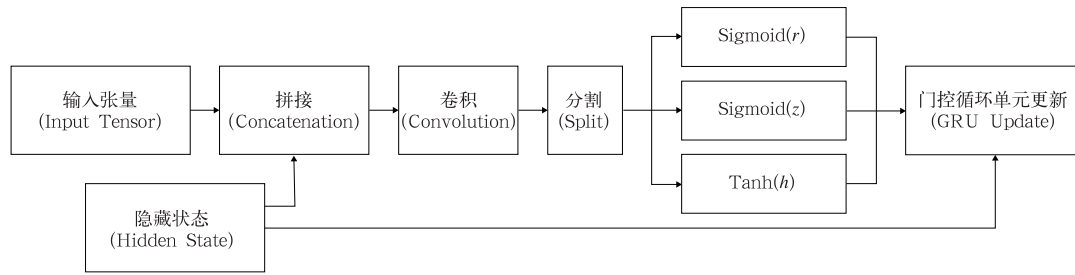 输入张量
(Input Tensor)
拼接
(Concatenation)
卷积
(Convolution)
分割
(Split)
Sigmoid(r)
Sigmoid(z)
Tanh(h)
门控循环单元更新
(GRU Update)
隐藏状态
(Hidden State)